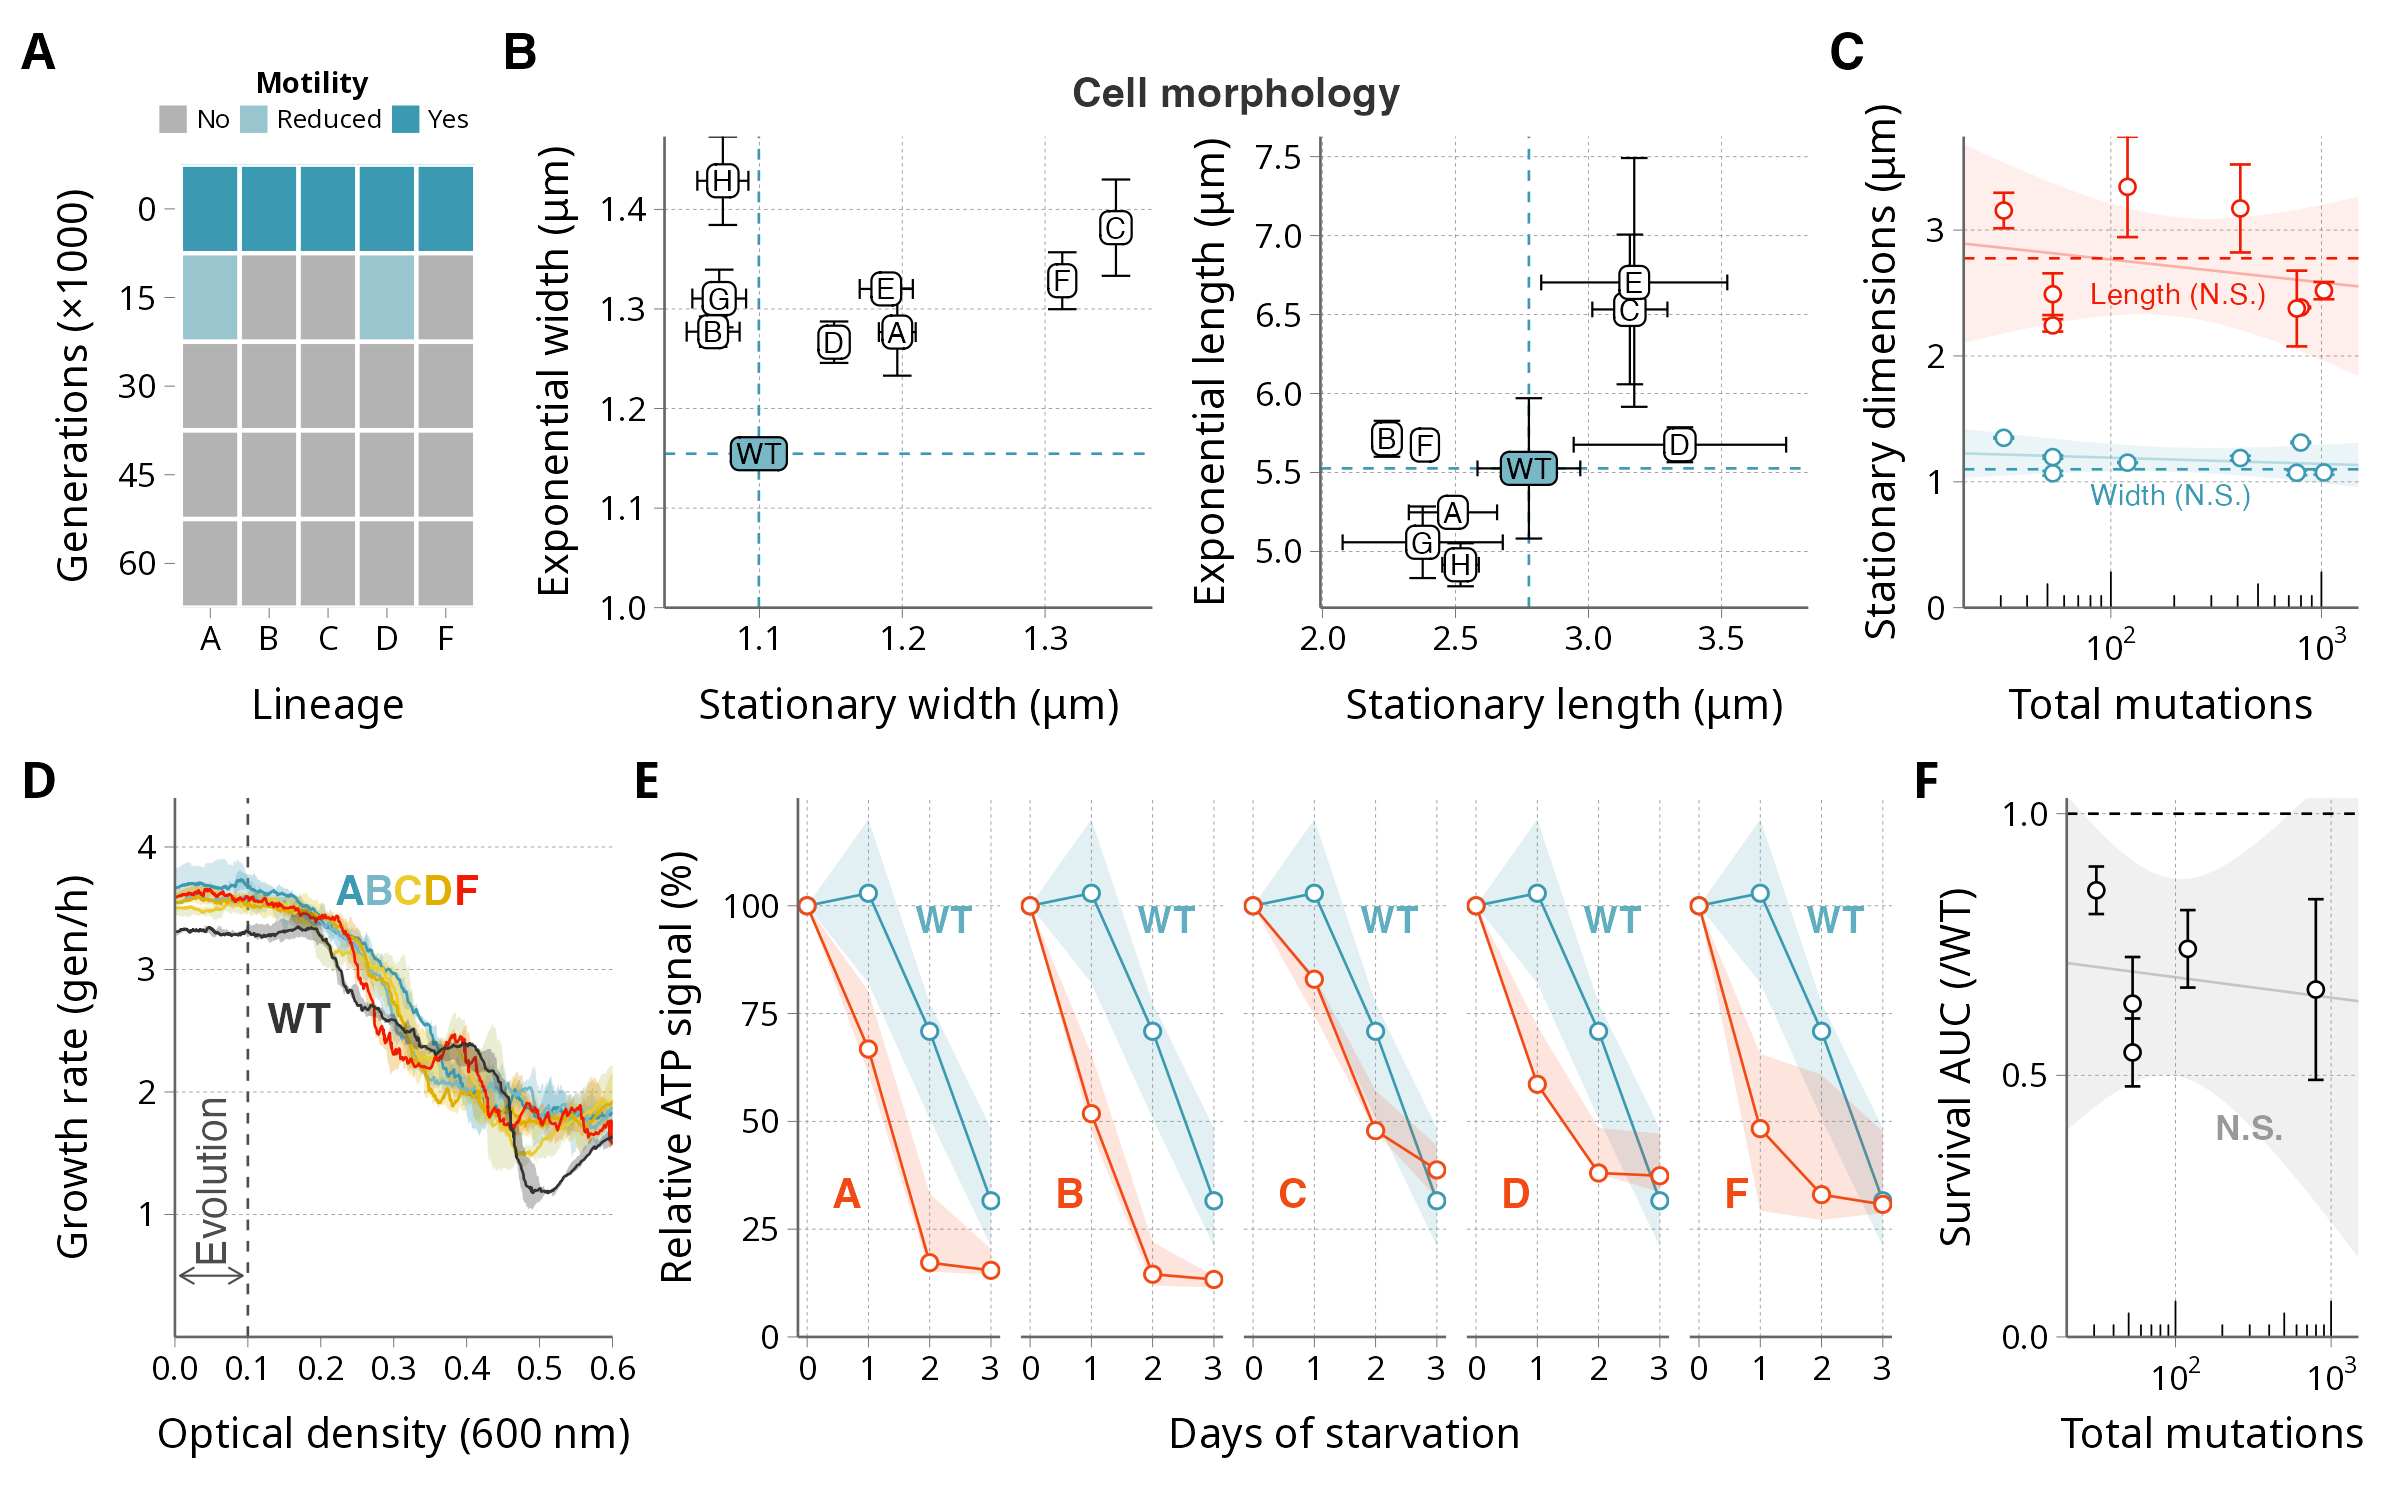 A
Motility
No Reduced Yes
Generations (×1000)
0
15
30
45
60
A B C D F
Lineage
B
Cell morphology
Exponential width (µm)
1.4
1.3
1.2
1.1
1.0
H
G
B
E
D
A
F
C
WT
1.1 1.2 1.3
Stationary width (µm)
Exponential length (µm)
7.5
7.0
6.5
6.0
5.5
5.0
E
C
B
F
D
WT
A
G
H
2.0 2.5 3.0 3.5
Stationary length (µm)
C
Stationary dimensions (µm)
3
2
1
0
Length (N.S.)
Width (N.S.)
10² 10³
Total mutations
D
Growth rate (gen/h)
4
3
2
1
ABCDF
WT
Evolution
0.0 0.1 0.2 0.3 0.4 0.5 0.6
Optical density (600 nm)
E
Relative ATP signal (%)
100
75
50
25
0
WT WT WT WT WT
A B C D F
0 1 2 3 0 1 2 3 0 1 2 3 0 1 2 3 0 1 2 3
Days of starvation
F
Survival AUC (/WT)
1.0
0.5
0.0
N.S.
10² 10³
Total mutations